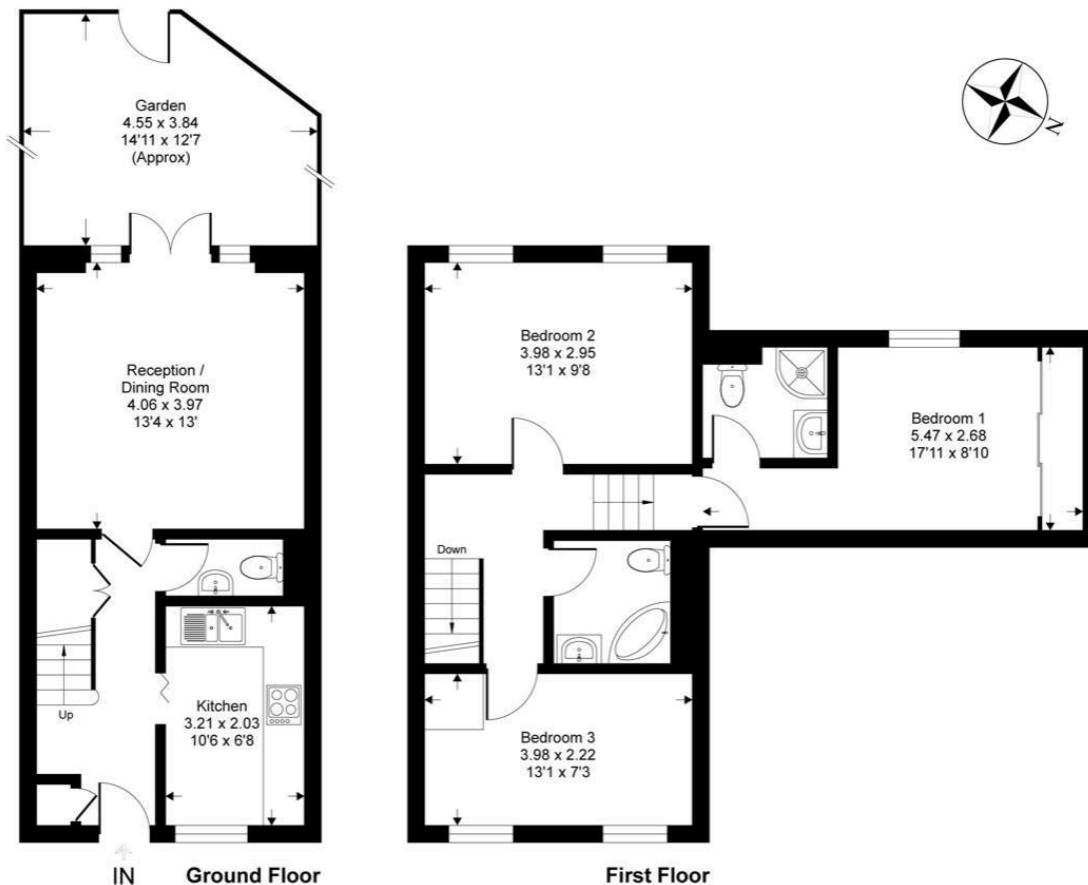 Garden
4.55 x 3.84
14'11 x 12'7
(Approx)
N
Reception /
Dining Room
4.06 x 3.97
13'4 x 13'
Up
Kitchen
3.21 x 2.03
10'6 x 6'8
IN
Ground Floor
Bedroom 2
3.98 x 2.95
13'1 x 9'8
Bedroom 1
5.47 x 2.68
17'11 x 8'10
Down
Bedroom 3
3.98 x 2.22
13'1 x 7'3
First Floor